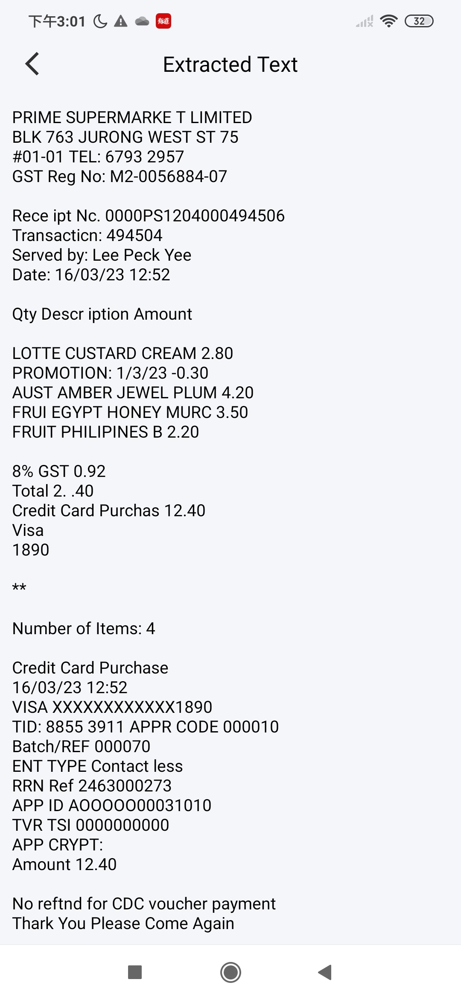 下午3:01
有道
32
Extracted Text
PRIME SUPERMARKE T LIMITED
BLK 763 JURONG WEST ST 75
#01-01 TEL: 6793 2957
GST Reg No: M2-0056884-07
Rece ipt Nc. 0000PS1204000494506
Transacticn: 494504
Served by: Lee Peck Yee
Date: 16/03/23 12:52
Qty Descr iption Amount
LOTTE CUSTARD CREAM 2.80
PROMOTION: 1/3/23 -0.30
AUST AMBER JEWEL PLUM 4.20
FRUI EGYPT HONEY MURC 3.50
FRUIT PHILIPINES B 2.20
8% GST 0.92
Total 2. .40
Credit Card Purchas 12.40
Visa
1890
**
Number of Items: 4
Credit Card Purchase
16/03/23 12:52
VISA XXXXXXXXXXXX1890
TID: 8855 3911 APPR CODE 000010
Batch/REF 000070
ENT TYPE Contact less
RRN Ref 2463000273
APP ID AOOOOO00031010
TVR TSI 0000000000
APP CRYPT:
Amount 12.40
No reftnd for CDC voucher payment
Thark You Please Come Again